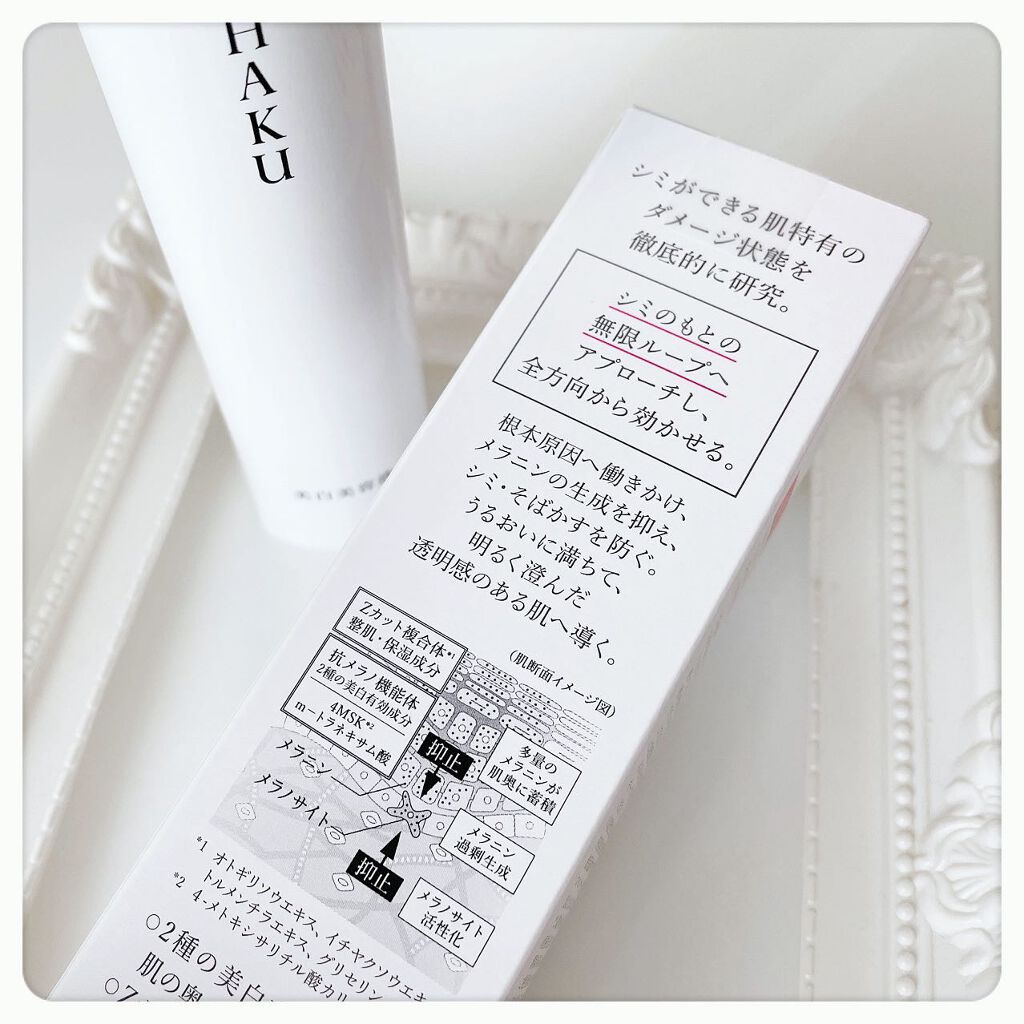 HAKU
美白美容
シミができる肌特有の
ダメージ状態を
徹底的に研究。
シミのもとの
無限ループへ
アプローチし、
全方向から効かせる。
根本原因へ働きかけ、
メラニンの生成を抑え、
シミ・そばかすを防ぐ。
うるおいに満ちて、
明るく澄んだ
透明感のある肌へ導く。
(肌断面イメージ図)
Zカット複合体*1
整肌・保湿成分
抗メラノ機能体
2種の美白有効成分
4MSK*2
m－トラネキサム酸
メラニン
メラノサイト
抑止
抑止
多量の
メラニンが
肌奥に蓄積
メラニン
過剰生成
メラノサイト
活性化
*1 オトギリソウエキス、イチヤクソウエキ
トルメンチラエキス、グリセリン
*2 4-メトキシサリチル酸カリ
○2種の美白
肌の奥